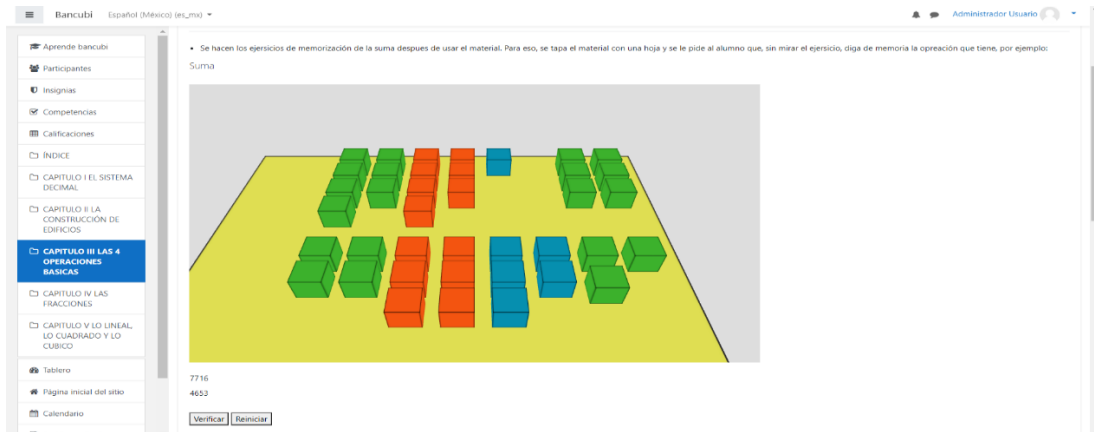 Bancubi Español (México) (es_mx)
Administrador Usuario
Aprende bancubi
Participantes
Insignias
Competencias
Calificaciones
ÍNDICE
CAPITULO I EL SISTEMA
DECIMAL
CAPITULO II LA
CONSTRUCCIÓN DE
EDIFICIOS
CAPITULO III LAS 4
OPERACIONES
BASICAS
CAPITULO IV LAS
FRACCIONES
CAPITULO V LO LINEAL,
LO CUADRADO Y LO
CUBICO
Tablero
Página inicial del sitio
Calendario
• Se hacen los ejersicios de memorización de la suma despues de usar el material. Para eso, se tapa el material con una hoja y se le pide al alumno que, sin mirar el ejersicio, diga de memoria la opreación que tiene, por ejemplo:
Suma
7716
4653
Verificar Reiniciar